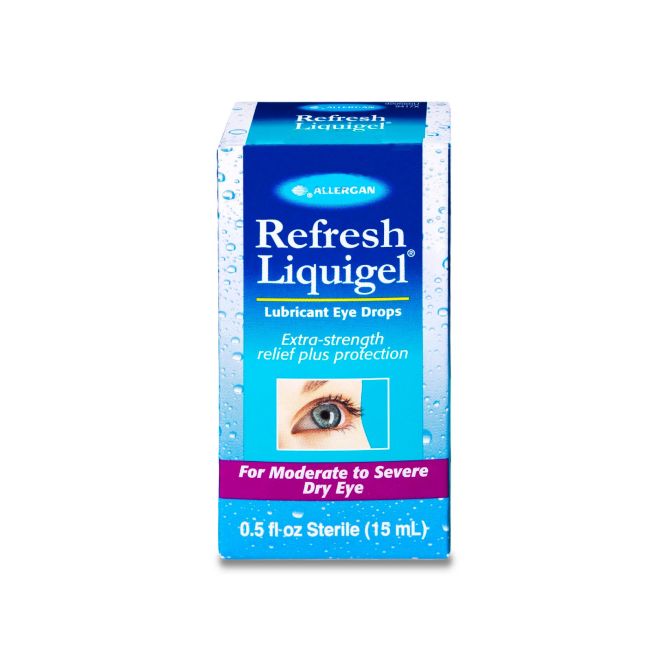 ALLERGAN
Refresh
Liquigel®
® ALLERGAN
Refresh
Liquigel®
Lubricant Eye Drops
Extra-strength
relief plus protection
For Moderate to Severe
Dry Eye
0.5 fl oz Sterile (15 mL)